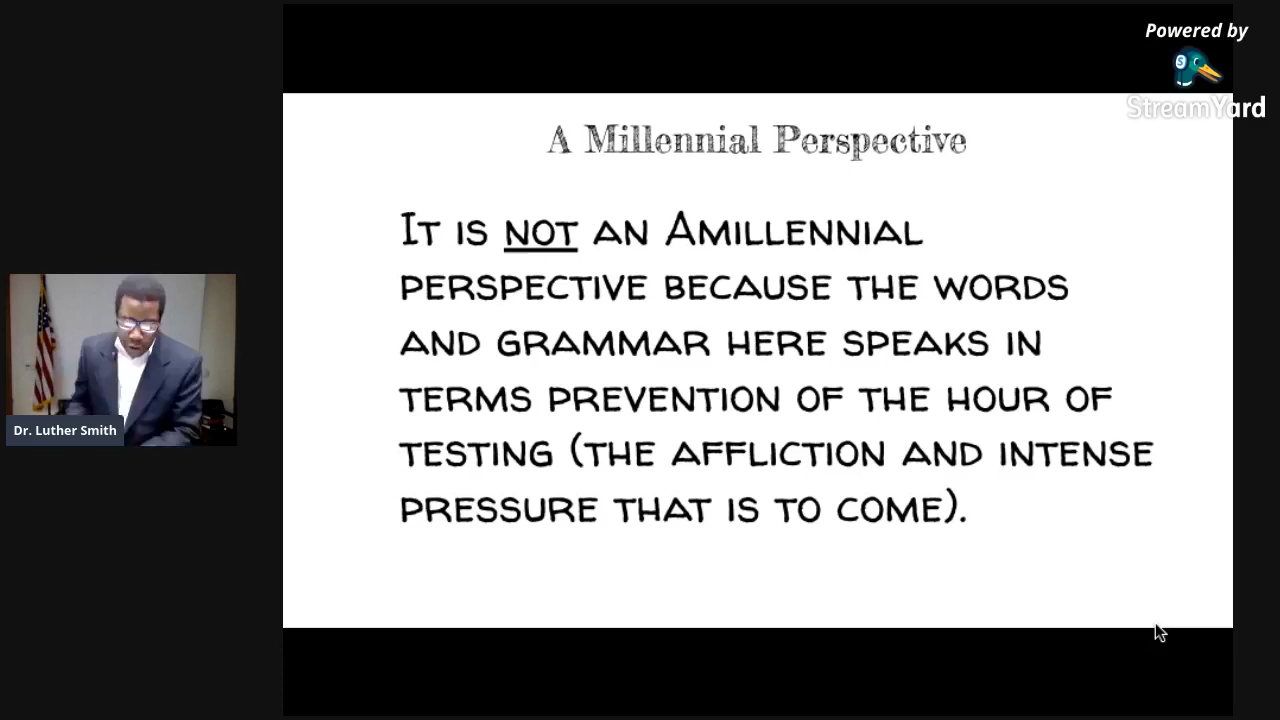 Powered by
StreamYard
A Millennial Perspective
It is not an Amillennial
perspective because the words
and grammar here speaks in
terms prevention of the hour of
testing (the affliction and intense
pressure that is to come).
Dr. Luther Smith